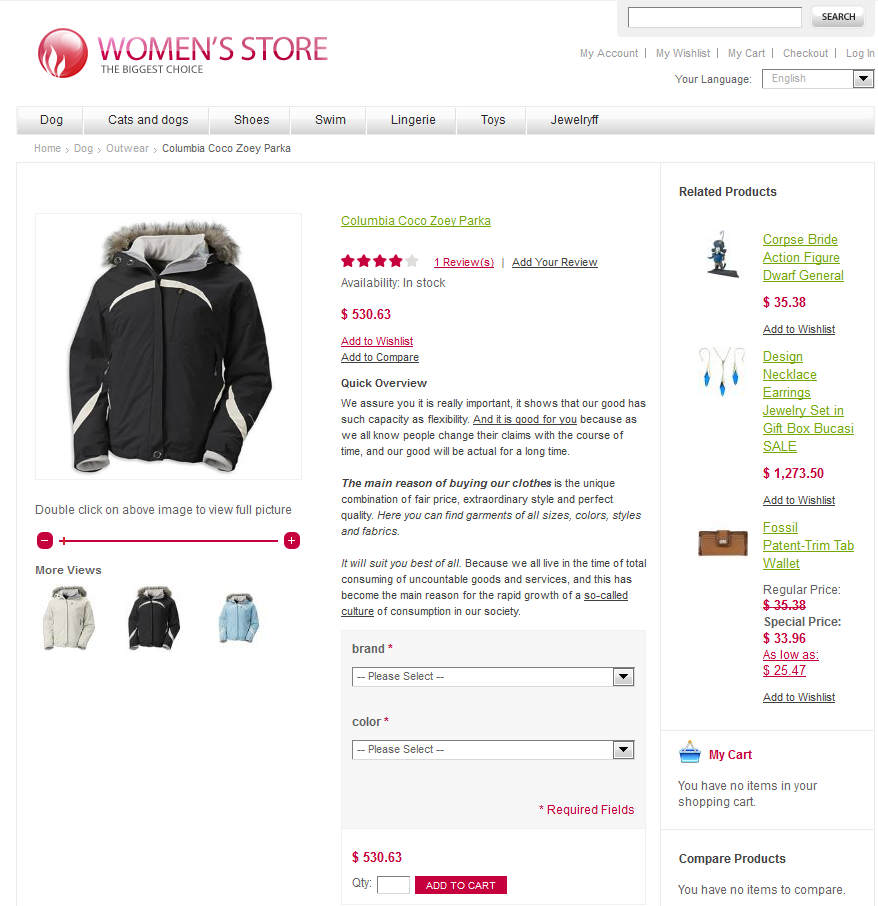 SEARCH
WOMEN'S STORE
THE BIGGEST CHOICE
My Account | My Wishlist | My Cart | Checkout | Log In
Your Language: English
Dog Cats and dogs Shoes Swim Lingerie Toys Jewelryff
Home > Dog > Outwear > Columbia Coco Zoey Parka
Double click on above image to view full picture
More Views
Columbia Coco Zoey Parka
1 Review(s) | Add Your Review
Availability: In stock
$ 530.63
Add to Wishlist
Add to Compare
Quick Overview
We assure you it is really important, it shows that our good has
such capacity as flexibility. And it is good for you because as
we all know people change their claims with the course of
time, and our good will be actual for a long time.
The main reason of buying our clothes is the unique
combination of fair price, extraordinary style and perfect
quality. Here you can find garments of all sizes, colors, styles
and fabrics.
It will suit you best of all. Because we all live in the time of total
consuming of uncountable goods and services, and this has
become the main reason for the rapid growth of a so-called
culture of consumption in our society.
brand *
-- Please Select --
color *
-- Please Select --
* Required Fields
$ 530.63
Qty: ADD TO CART
Related Products
Corpse Bride
Action Figure
Dwarf General
$ 35.38
Add to Wishlist
Design
Necklace
Earrings
Jewelry Set in
Gift Box Bucasi
SALE
$ 1,273.50
Add to Wishlist
Fossil
Patent-Trim Tab
Wallet
Regular Price:
$ 35.38
Special Price:
$ 33.96
As low as:
$ 25.47
Add to Wishlist
My Cart
You have no items in your
shopping cart.
Compare Products
You have no items to compare.